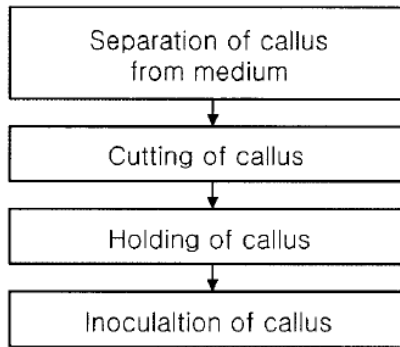 Separation of callus
from medium
Cutting of callus
Holding of callus
Inoculaltion of callus